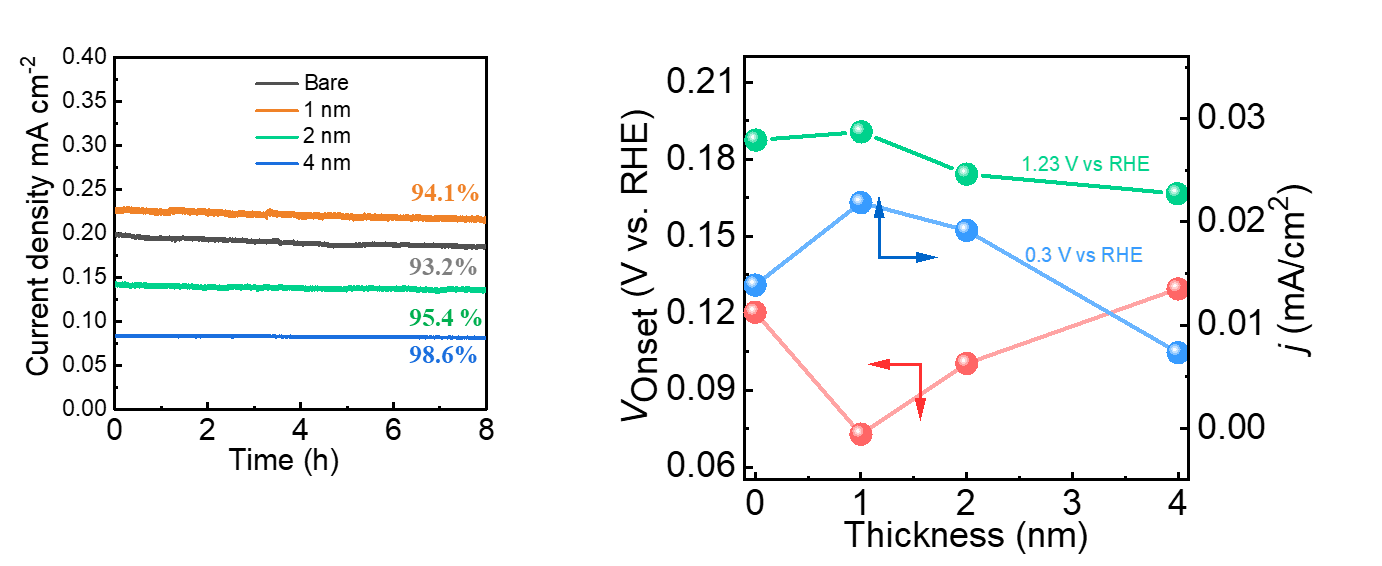 0.40
0.35
0.30
0.25
0.20
0.15
0.10
0.05
0.00
Current density mA cm-2
Bare
1 nm
2 nm
4 nm
94.1%
93.2%
95.4 %
98.6%
0 2 4 6 8
Time (h)
0.21
0.18
0.15
0.12
0.09
0.06
VOnset (V vs. RHE)
1.23 V vs RHE
0.3 V vs RHE
0.03
0.02
0.01
0.00
j (mA/cm2)
0 1 2 3 4
Thickness (nm)